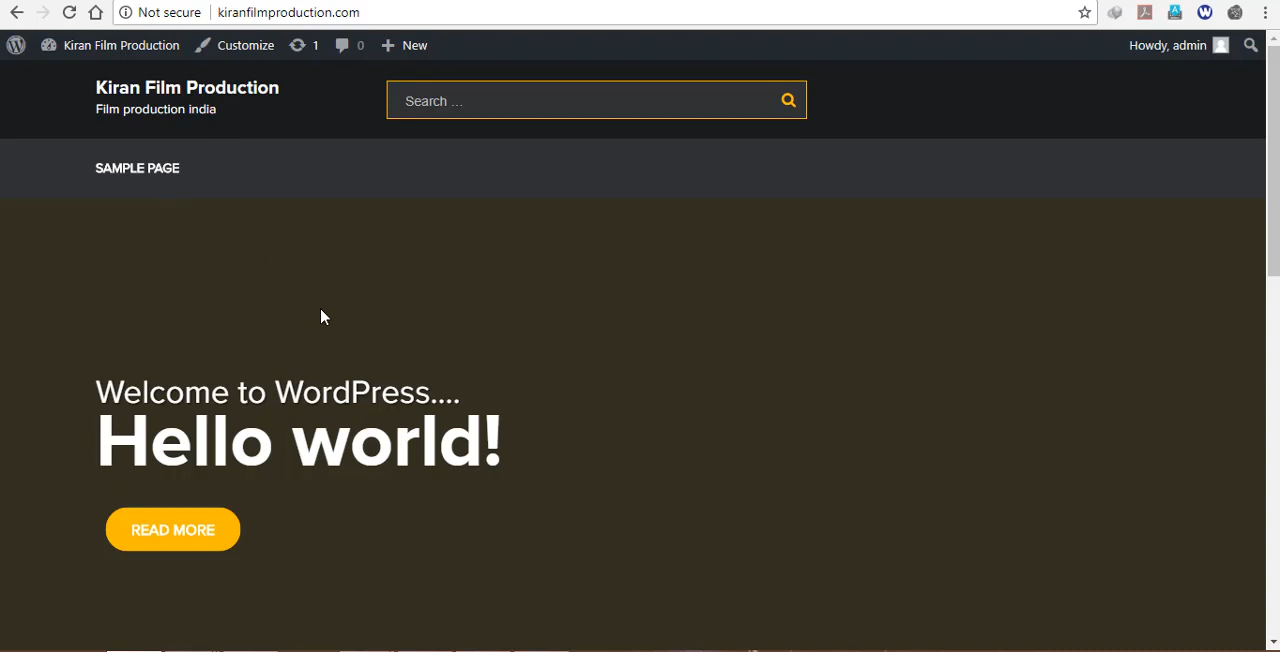 Not secure kiranfilmproduction.com
Kiran Film Production Customize 1 0 New Howdy, admin
Kiran Film Production
Film production india
Search ...
SAMPLE PAGE
Welcome to WordPress....
Hello world!
READ MORE